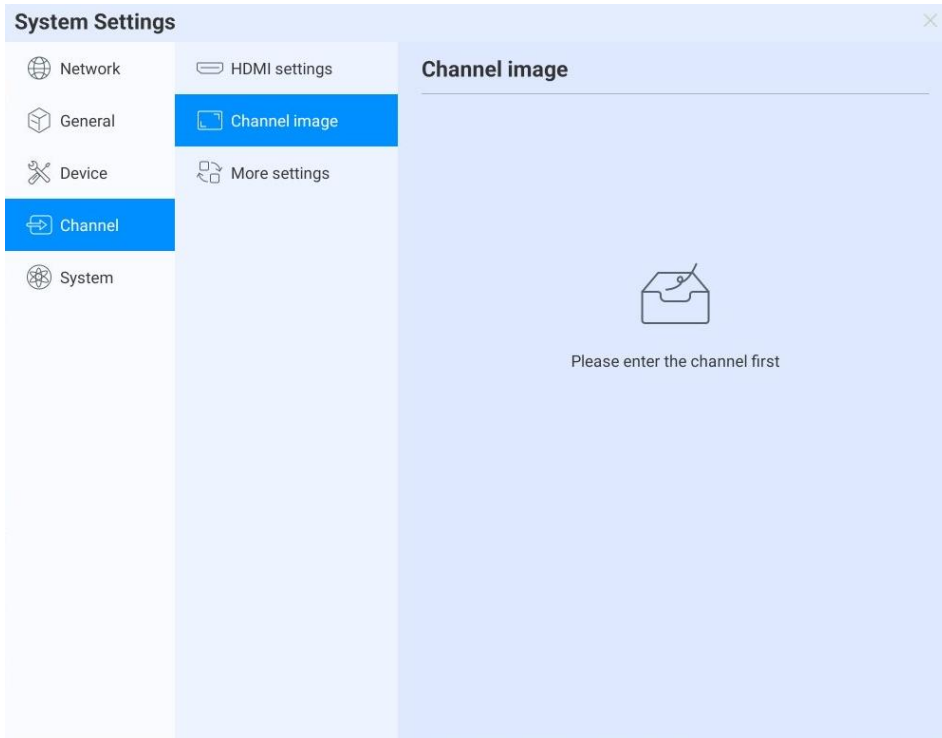 System Settings
Network
General
Device
Channel
System
HDMI settings
Channel image
More settings
Channel image
Please enter the channel first